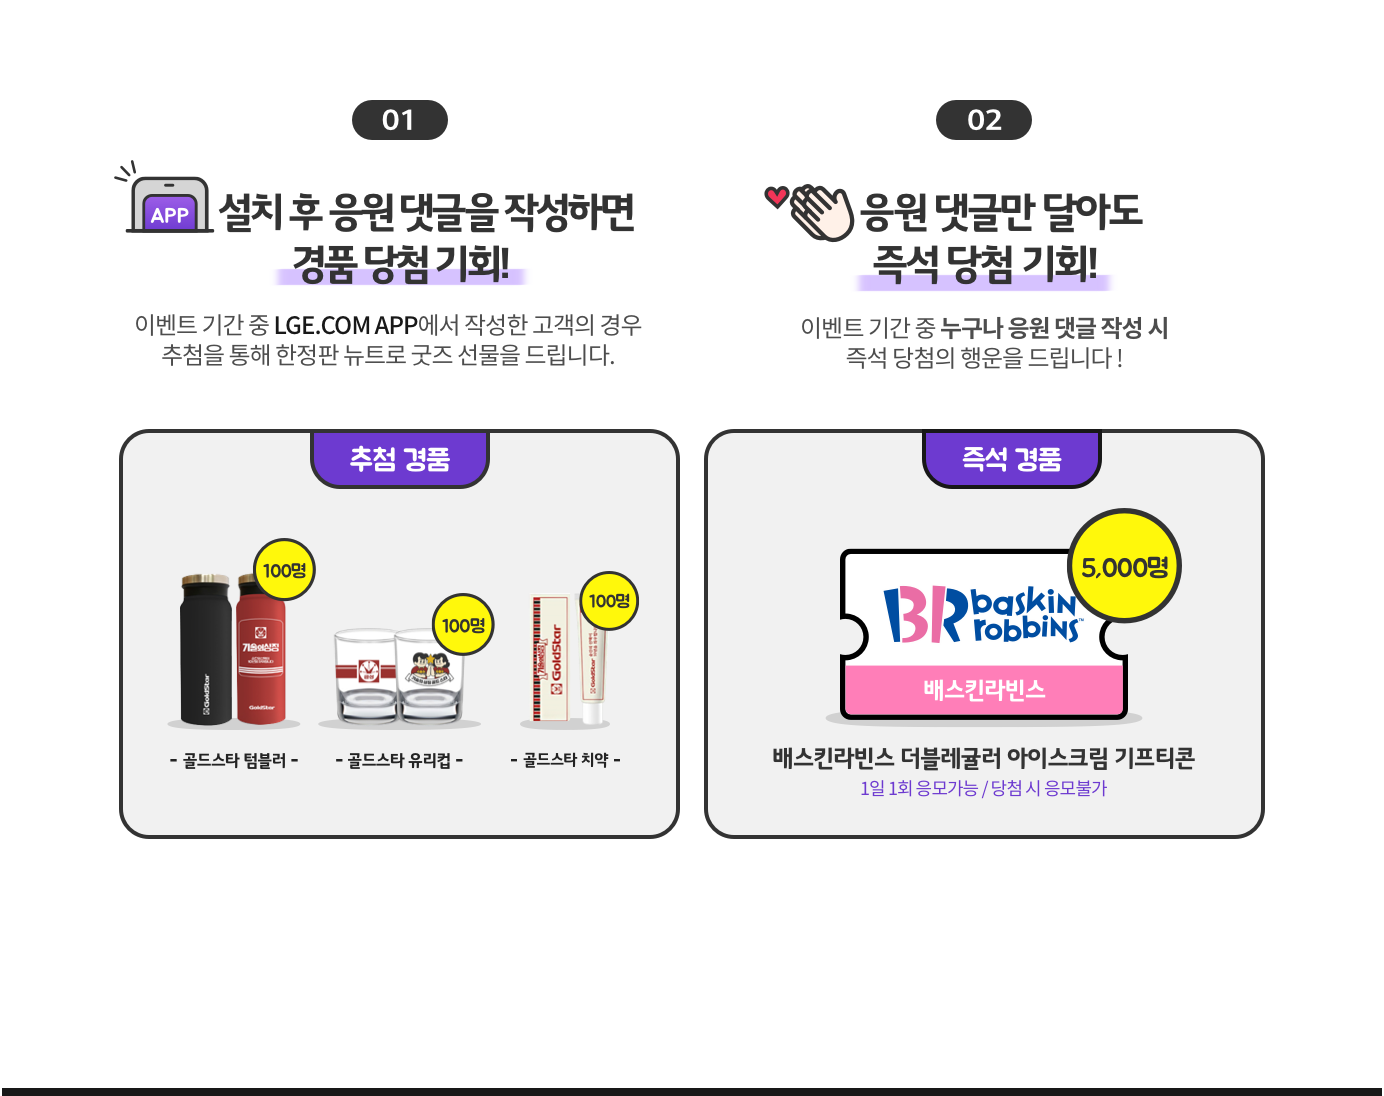 01
APP
설치 후 응원 댓글을 작성하면
경품 당첨 기회!
이벤트 기간 중 LGE.COM APP에서 작성한 고객의 경우
추첨을 통해 한정판 뉴트로 굿즈 선물을 드립니다.
02
응원 댓글만 달아도
즉석 당첨 기회!
이벤트 기간 중 누구나 응원 댓글 작성 시
즉석 당첨의 행운을 드립니다 !
추첨 경품
100명
100명
100명
기술의상징
GoldStar
GoldStar
GoldStar
GoldStar
- 골드스타 텀블러 -
- 골드스타 유리컵 -
- 골드스타 치약 -
즉석 경품
5,000명
BR baskin
robbins™
배스킨라빈스
배스킨라빈스 더블레귤러 아이스크림 기프티콘
1일 1회 응모가능 / 당첨 시 응모불가